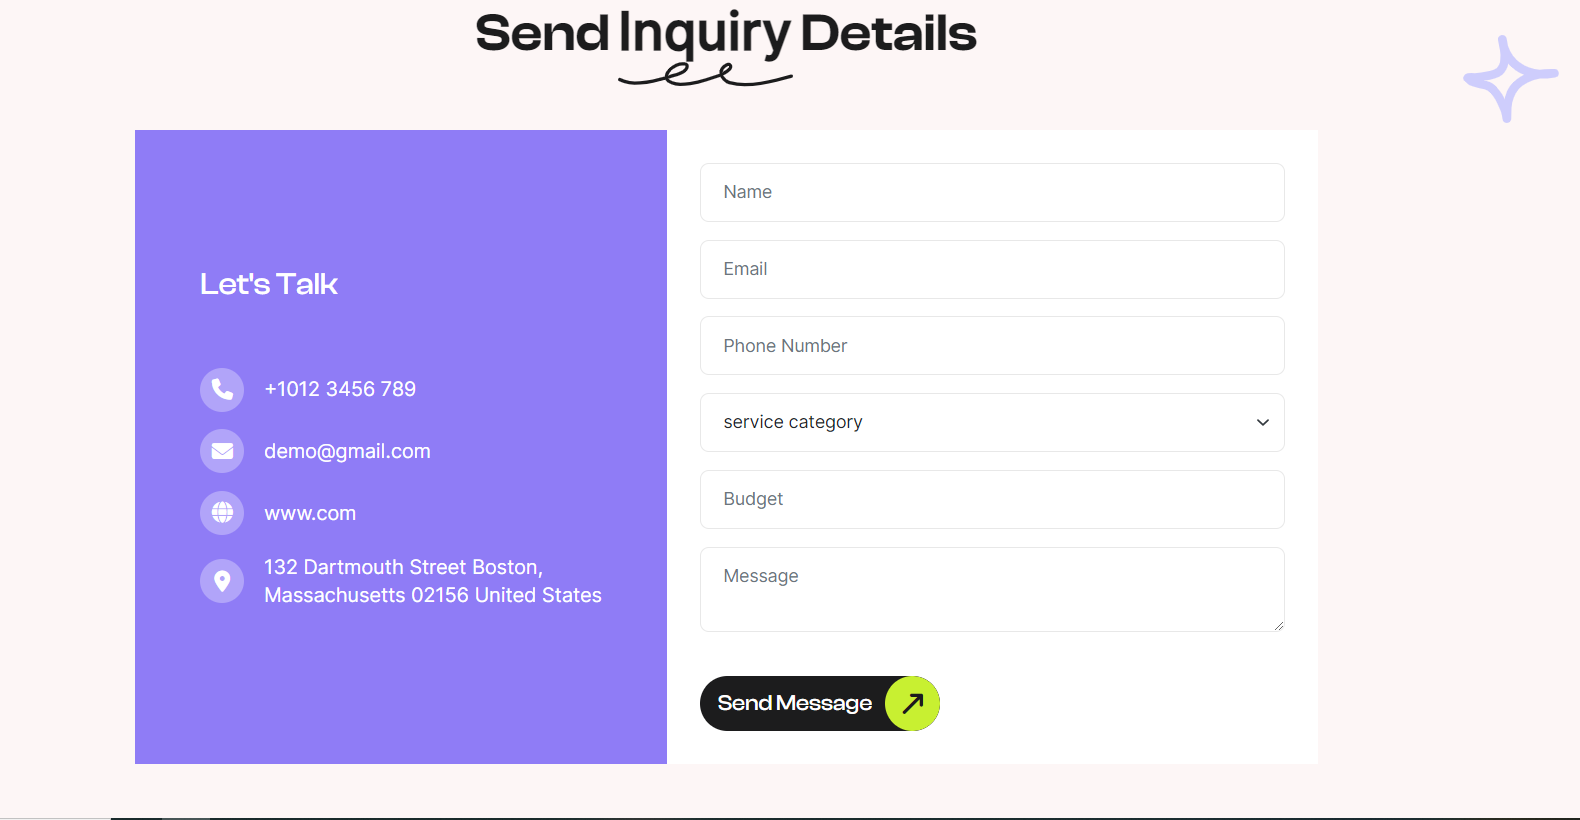 Send Inquiry Details
Let's Talk
+1012 3456 789
demo@gmail.com
www.com
132 Dartmouth Street Boston,
Massachusetts 02156 United States
Name
Email
Phone Number
service category
Budget
Message
Send Message